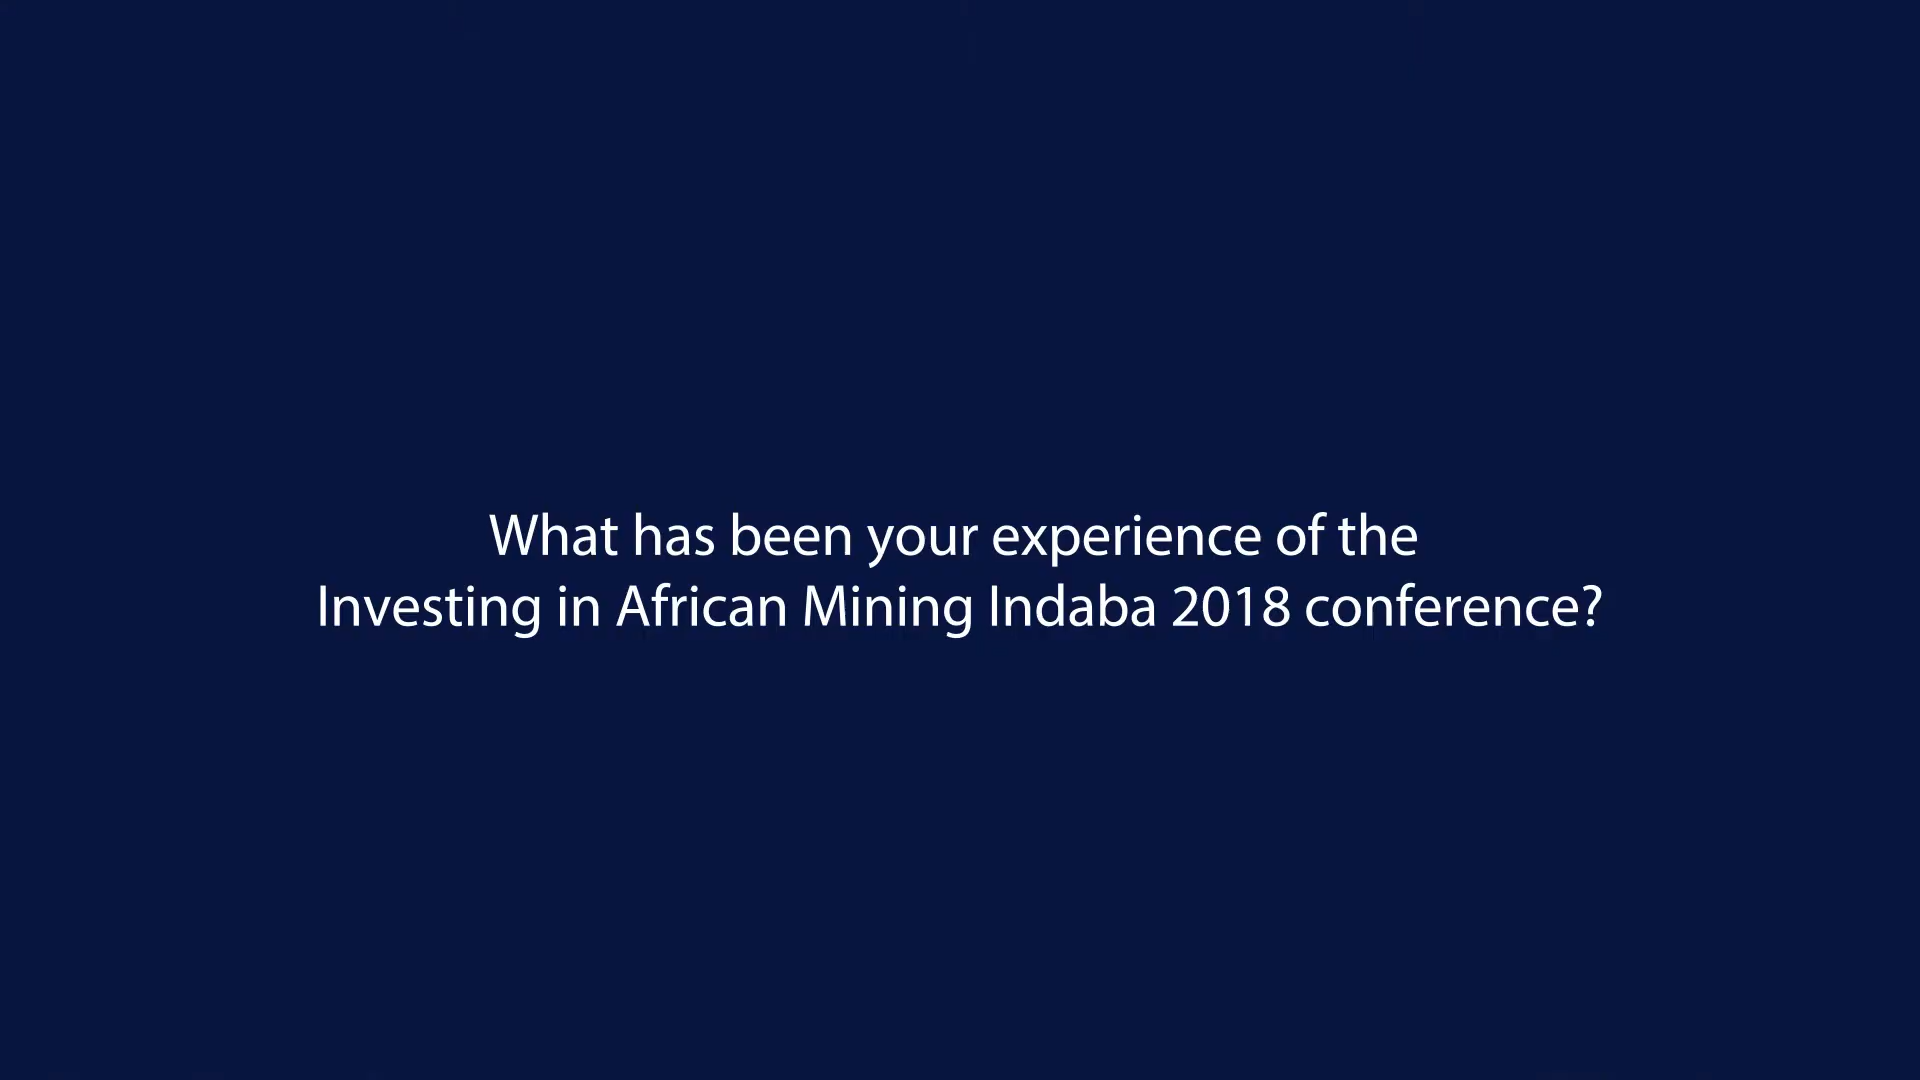 What has been your experience of the
Investing in African Mining Indaba 2018 conference?